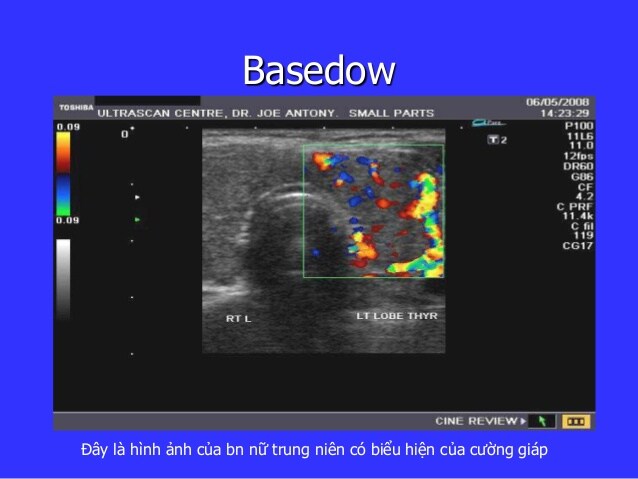 Basedow
TOSHIBA
06/05/2008
ULTRASCAN CENTRE, DR. JOE ANTONY. SMALL PARTS
14:23:29
0.09
0
T 2
P100
11L6
11.0
12fps
DR60
G86
CF
4.2
C PRF
11.4k
C fil
119
CG17
0.09
RT L
LT LOBE THYR
CINE REVIEW
Đây là hình ảnh của bn nữ trung niên có biểu hiện của cường giáp